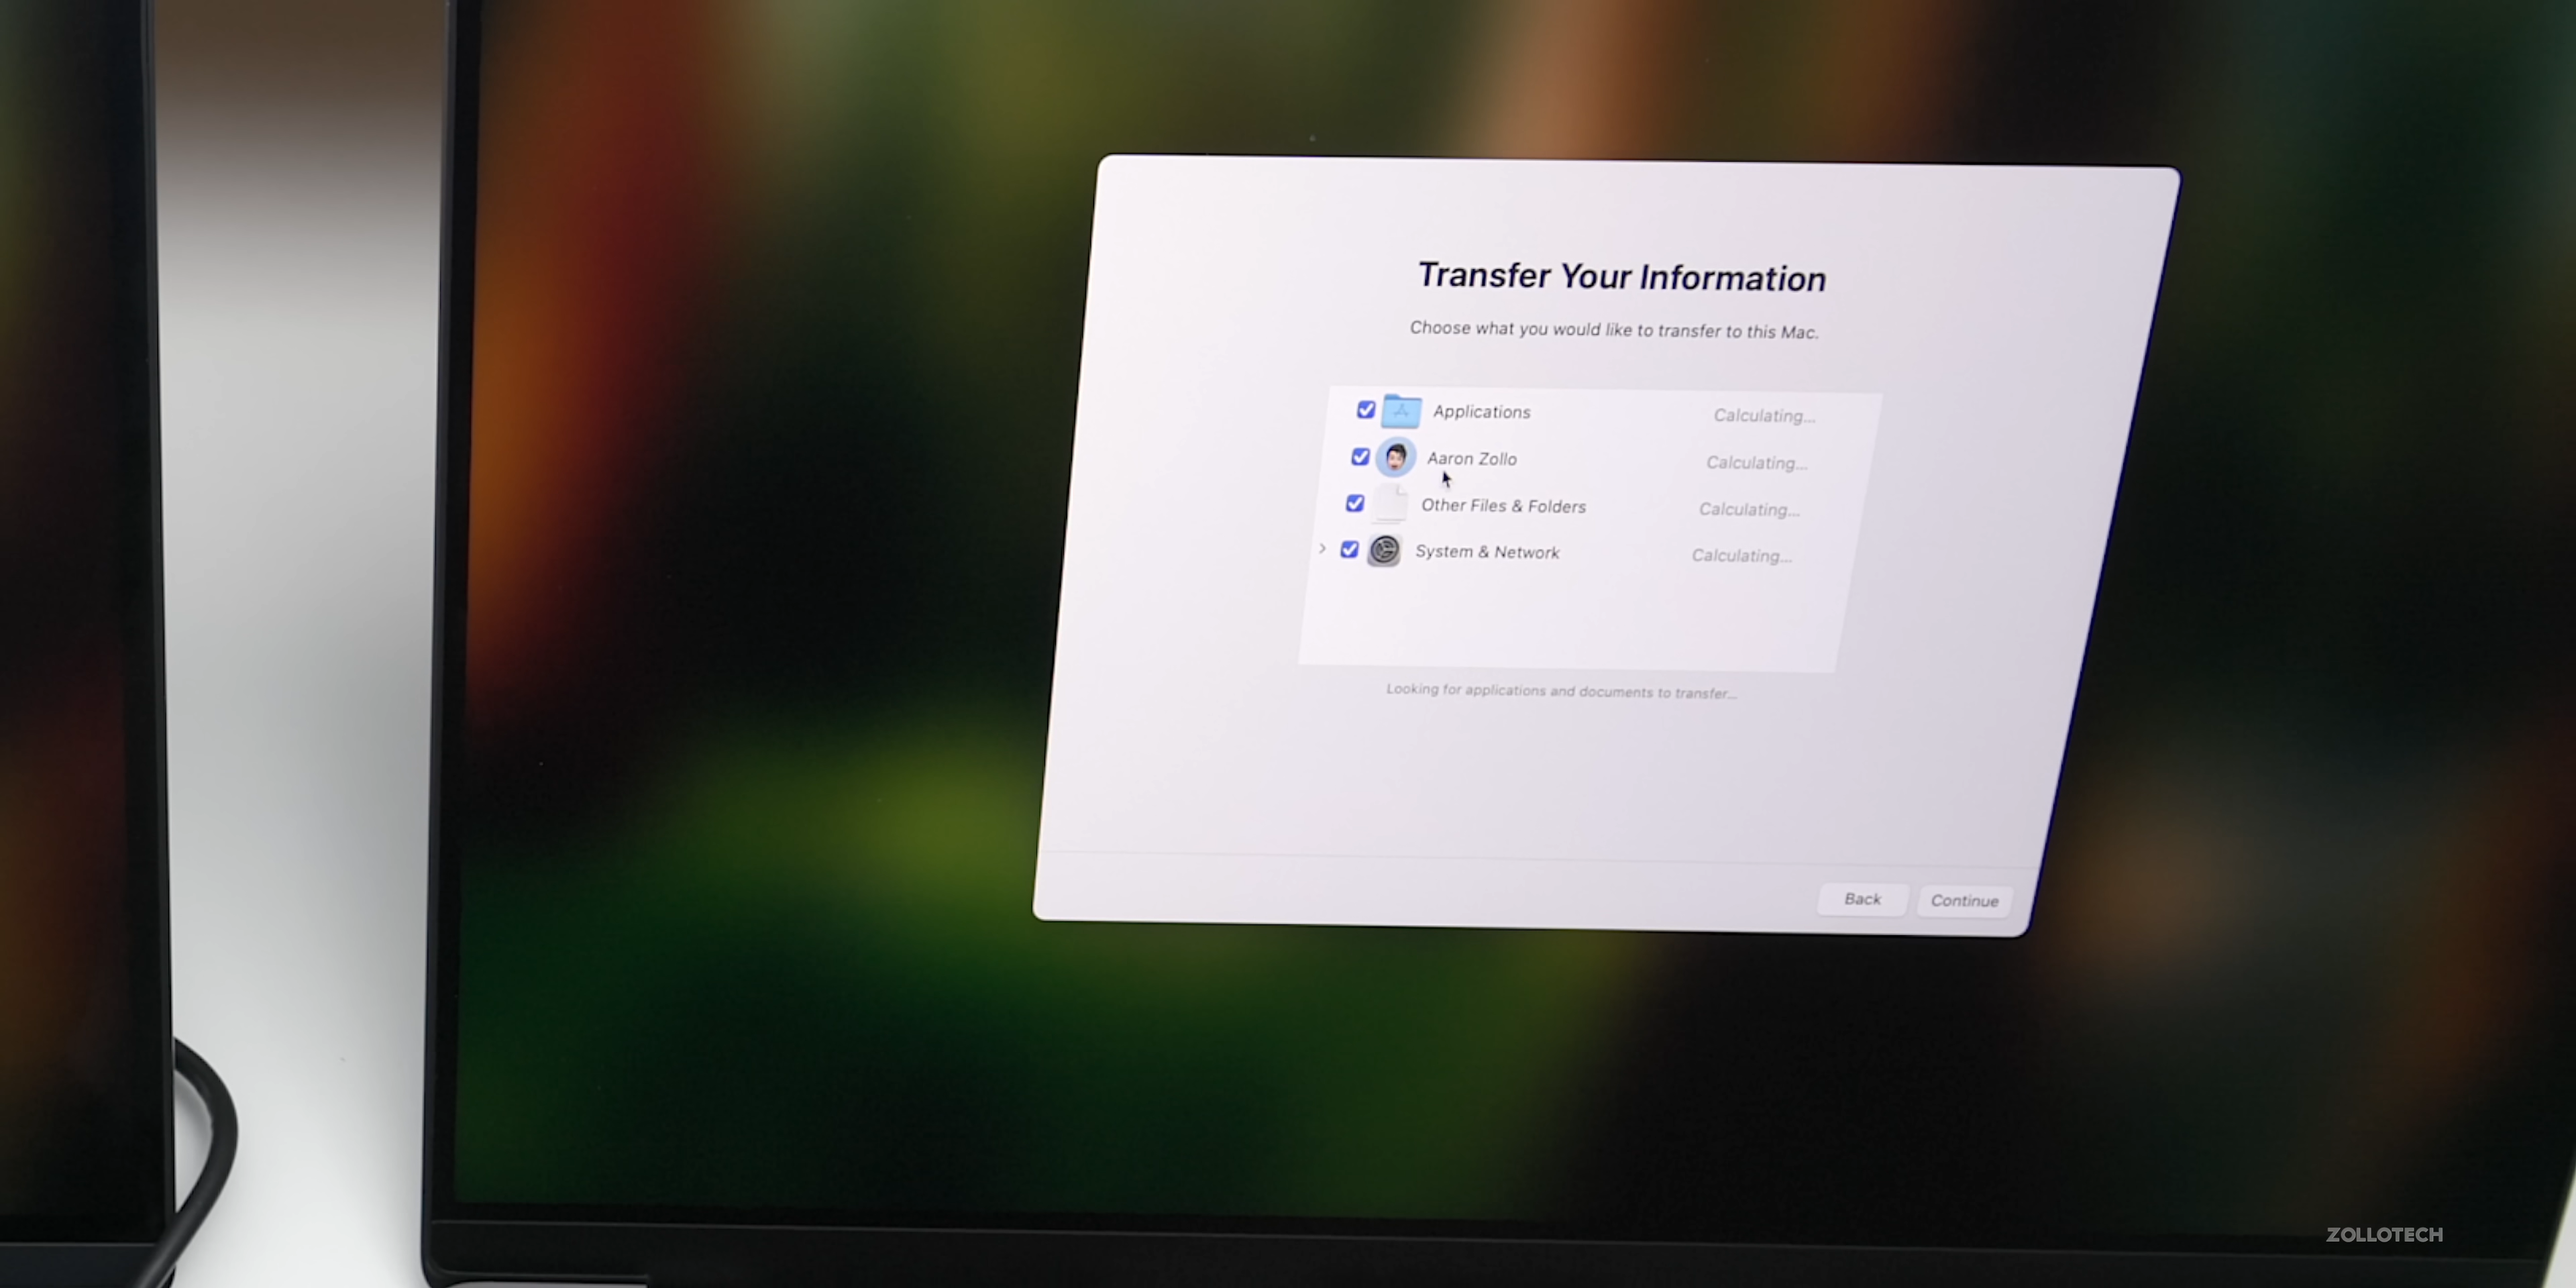 Transfer Your Information
Choose what you would like to transfer to this Mac.
Applications Calculating...
Aaron Zollo Calculating...
Other Files & Folders Calculating...
System & Network Calculating...
Looking for applications and documents to transfer...
Back Continue
ZOLLOTECH